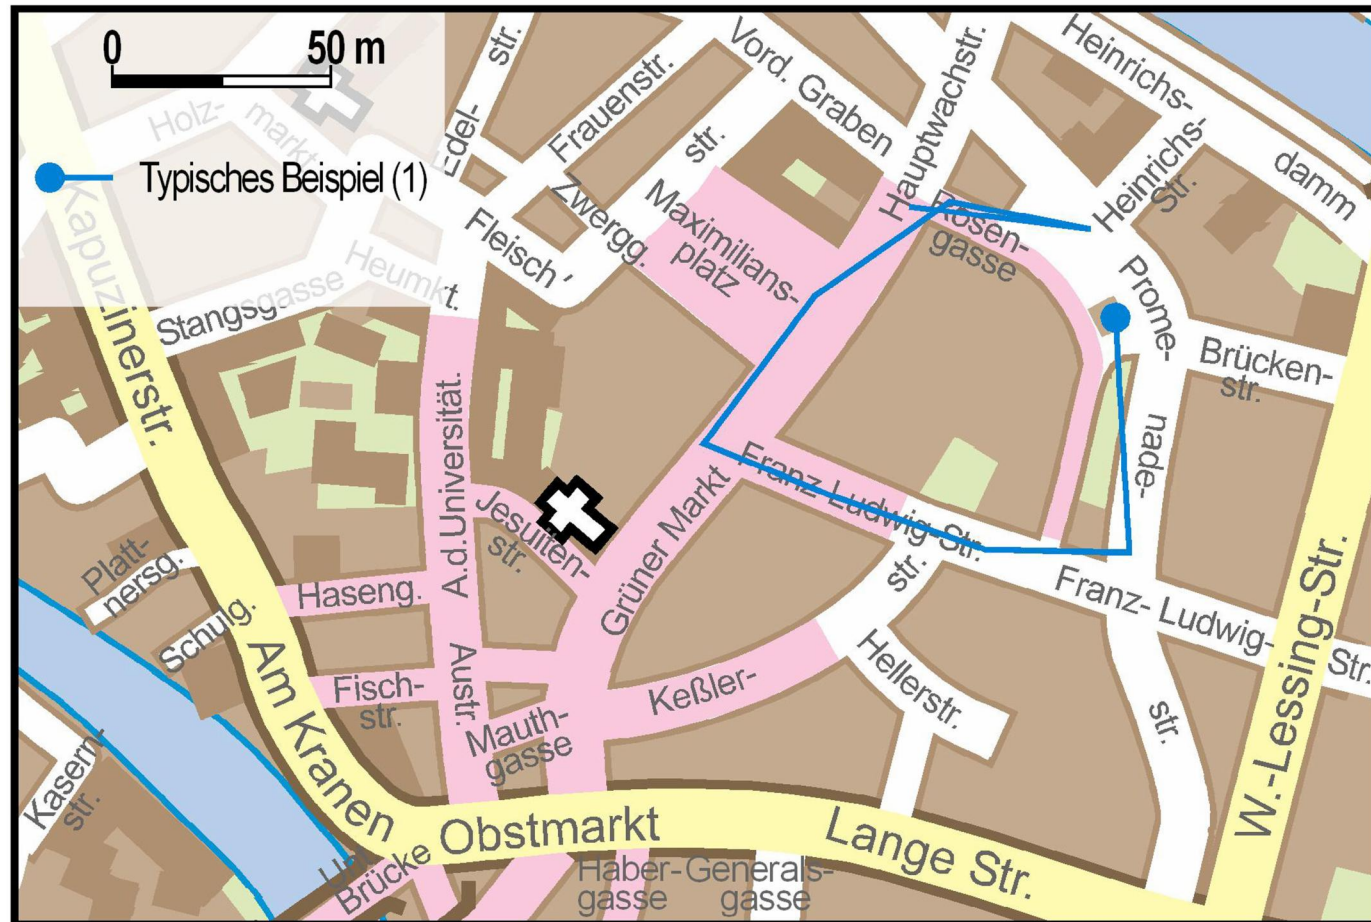 0 50 m
Typisches Beispiel (1)
Holz-
markt
Kapuzinerstr.
Stangsgasse
Heumkt.
Edel-
str.
Frauenstr.
Fleisch
str.
Zwergg.
Vord. Graben
Maximilians-
platz
Hauptwachstr.
Rosen-
gasse
Heinrichs-
damm
Heinrichs-
Str.
Prome-
nade-
str.
Brücken-
str.
A.d.Universität.
Jesuiten-
str.
Grüner Markt
Franz-Ludwig-Str.
Franz- Ludwig- Str.
W.-Lessing-Str.
Platt-
nersg.
Schulg.
Haseng.
Fisch-
str.
Austr.
Mauth-
gasse
Keßler-
str.
Hellerstr.
Am Kranen
Obstmarkt
Lange Str.
Kasern-
str.
Brücke
Haber-
gasse
Generals-
gasse